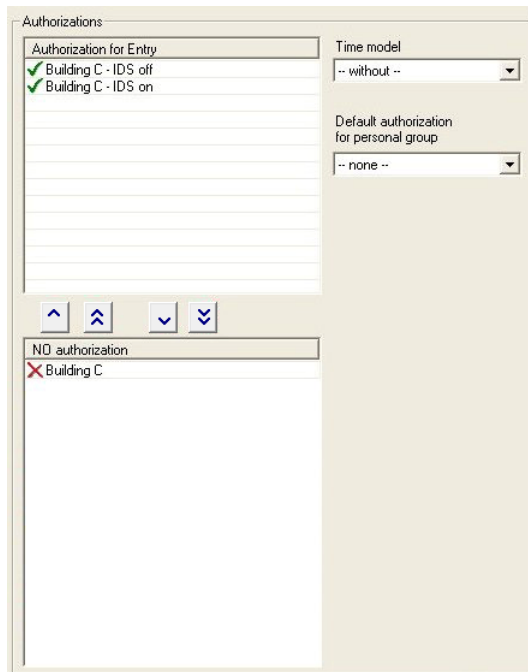 Authorizations
Authorization for Entry
Building C - IDS off
Building C - IDS on
Time model
-- without --
Default authorization
for personal group
-- none --
NO authorization
Building C